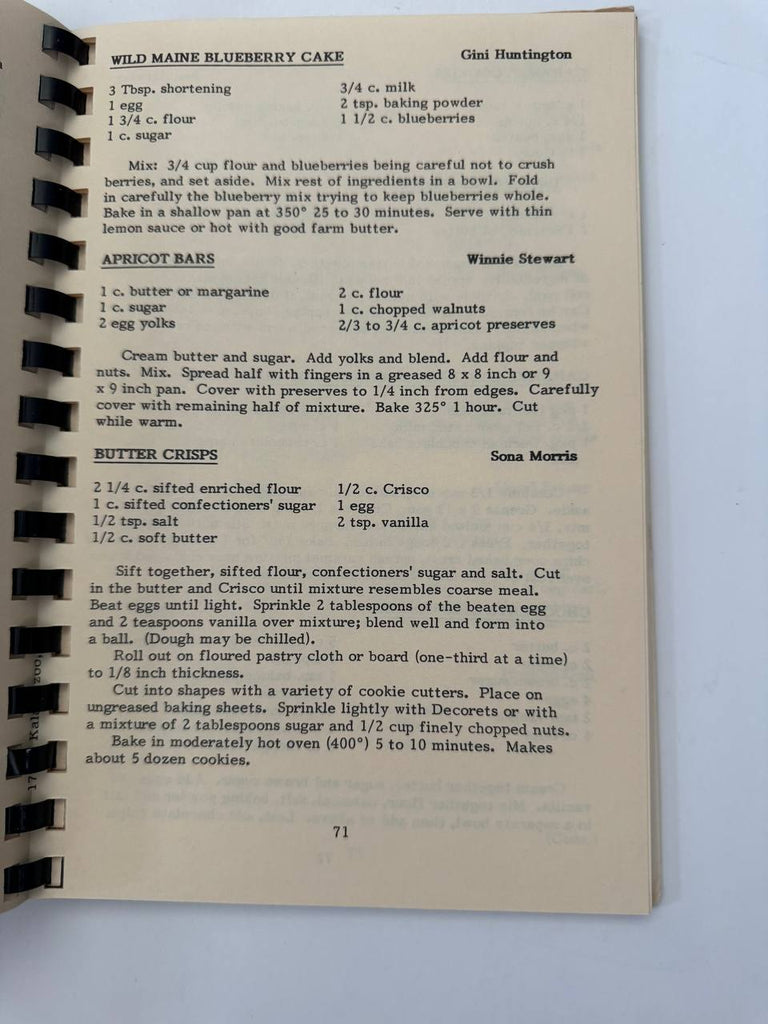 WILD MAINE BLUEBERRY CAKE Gini Huntington
3 Tbsp. shortening 3/4 c. milk
1 egg 2 tsp. baking powder
1 3/4 c. flour 1 1/2 c. blueberries
1 c. sugar
Mix: 3/4 cup flour and blueberries being careful not to crush
berries, and set aside. Mix rest of ingredients in a bowl. Fold
in carefully the blueberry mix trying to keep blueberries whole.
Bake in a shallow pan at 350° 25 to 30 minutes. Serve with thin
lemon sauce or hot with good farm butter.
APRICOT BARS Winnie Stewart
1 c. butter or margarine 2 c. flour
1 c. sugar 1 c. chopped walnuts
2 egg yolks 2/3 to 3/4 c. apricot preserves
Cream butter and sugar. Add yolks and blend. Add flour and
nuts. Mix. Spread half with fingers in a greased 8 x 8 inch or 9
x 9 inch pan. Cover with preserves to 1/4 inch from edges. Carefully
cover with remaining half of mixture. Bake 325° 1 hour. Cut
while warm.
BUTTER CRISPS Sona Morris
2 1/4 c. sifted enriched flour 1/2 c. Crisco
1 c. sifted confectioners' sugar 1 egg
1/2 tsp. salt 2 tsp. vanilla
1/2 c. soft butter
Sift together, sifted flour, confectioners' sugar and salt. Cut
in the butter and Crisco until mixture resembles coarse meal.
Beat eggs until light. Sprinkle 2 tablespoons of the beaten egg
and 2 teaspoons vanilla over mixture; blend well and form into
a ball. (Dough may be chilled).
Roll out on floured pastry cloth or board (one-third at a time)
to 1/8 inch thickness.
Cut into shapes with a variety of cookie cutters. Place on
ungreased baking sheets. Sprinkle lightly with Decorets or with
a mixture of 2 tablespoons sugar and 1/2 cup finely chopped nuts.
Bake in moderately hot oven (400°) 5 to 10 minutes. Makes
about 5 dozen cookies.
71